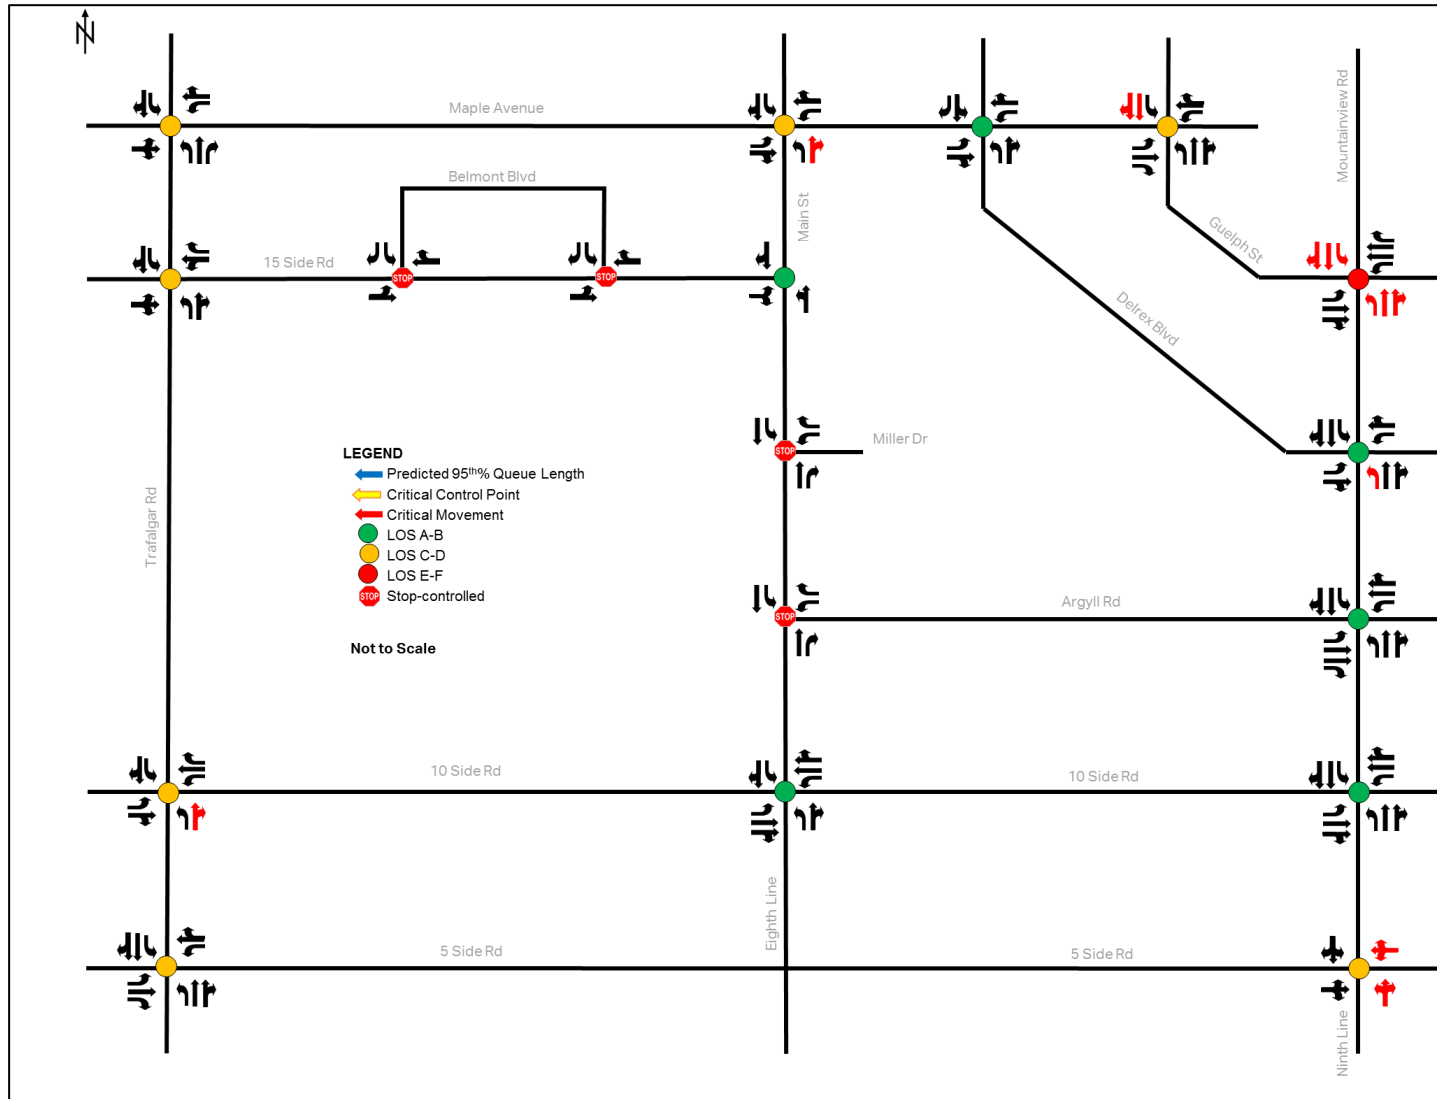 N
Maple Avenue
Mountainview Rd
Belmont Blvd
Main St
Guelph St
15 Side Rd
STOP
STOP
Delrex Blvd
Miller Dr
STOP
LEGEND
Predicted 95th% Queue Length
Critical Control Point
Critical Movement
LOS A-B
LOS C-D
LOS E-F
STOP Stop-controlled
Trafalgar Rd
Argyll Rd
STOP
Not to Scale
10 Side Rd
10 Side Rd
Eighth Line
5 Side Rd
5 Side Rd
Ninth Line